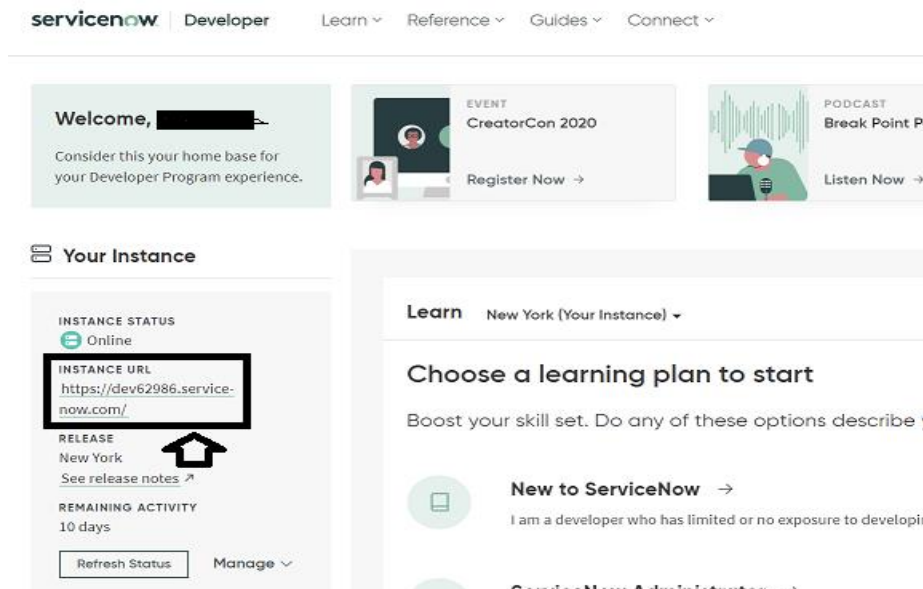 servicenow Developer Learn Reference Guides Connect
Welcome,
Consider this your home base for
your Developer Program experience.
EVENT
CreatorCon 2020
Register Now →
PODCAST
Break Point P
Listen Now →
Your Instance
INSTANCE STATUS
Online
INSTANCE URL
https://dev62986.service-
now.com/
RELEASE
New York
See release notes ↗
REMAINING ACTIVITY
10 days
Refresh Status Manage
Learn New York (Your Instance)
Choose a learning plan to start
Boost your skill set. Do any of these options describe
New to ServiceNow →
I am a developer who has limited or no exposure to developi
ServiceNow Administrator →